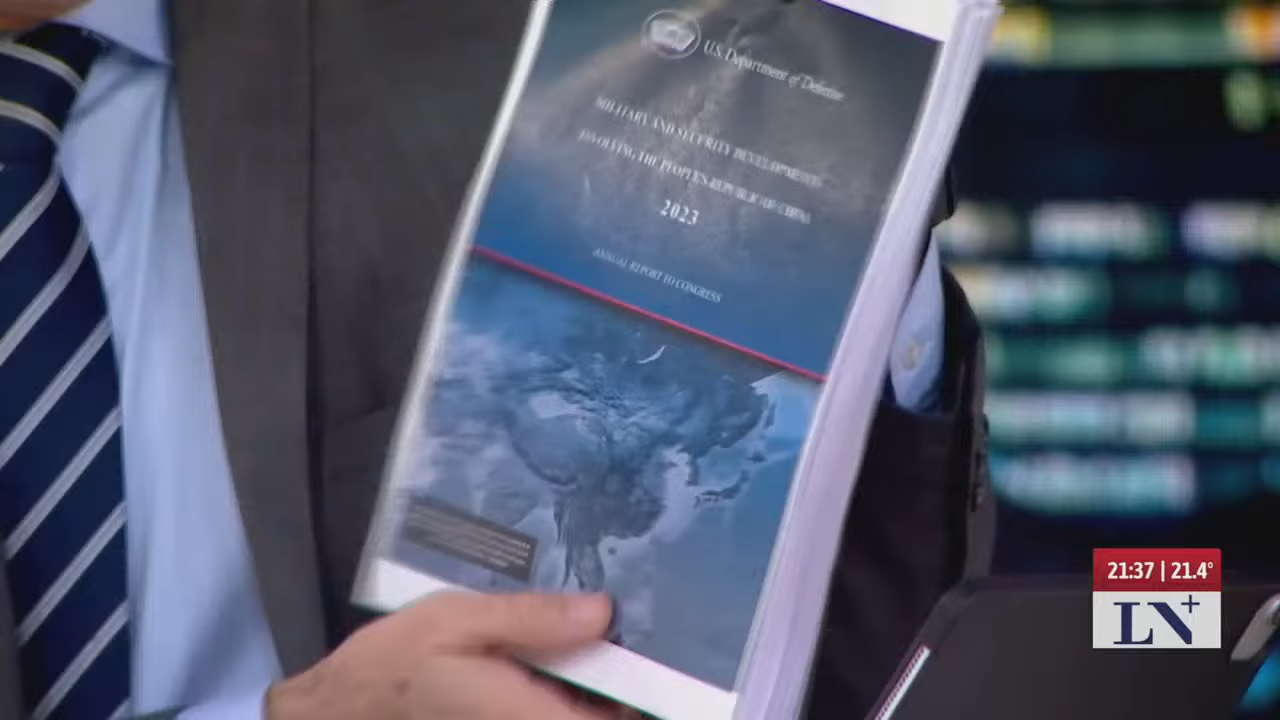 U.S. Department of Defense
MILITARY AND SECURITY DEVELOPMENTS
INVOLVING THE PEOPLE'S REPUBLIC OF CHINA
2023
ANNUAL REPORT TO CONGRESS
21:37 | 21.4°
LN+